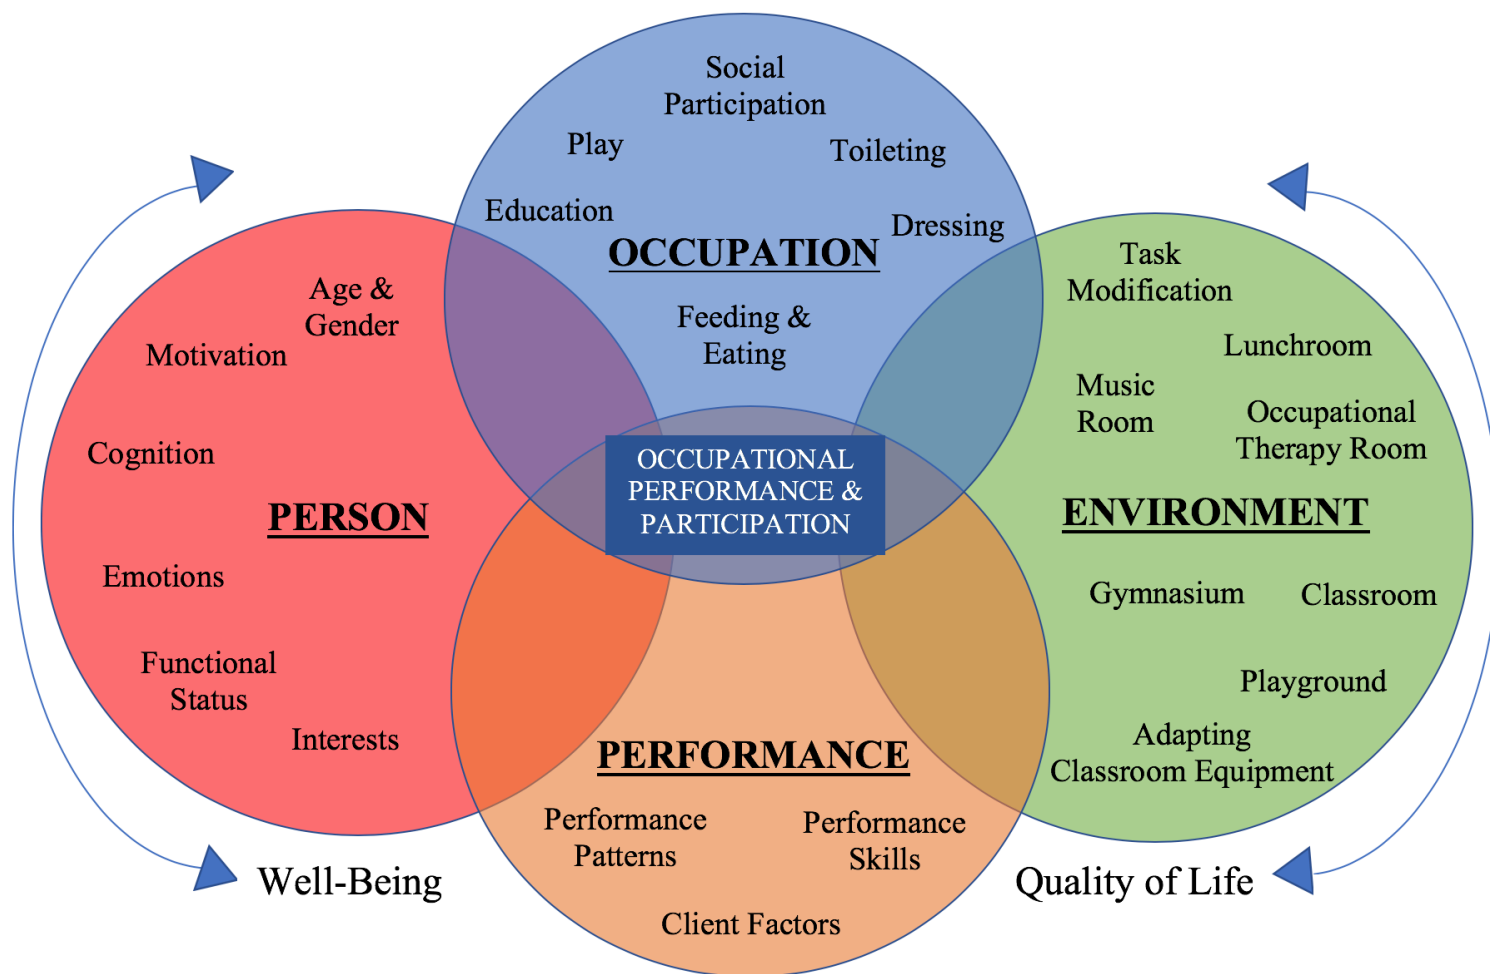 Social
Participation
Play
Toileting
Education
Dressing
OCCUPATION
Feeding &
Eating
Age &
Gender
Motivation
Cognition
PERSON
Emotions
Functional
Status
Interests
OCCUPATIONAL
PERFORMANCE &
PARTICIPATION
Task
Modification
Lunchroom
Music
Room
Occupational
Therapy Room
ENVIRONMENT
Gymnasium
Classroom
Playground
Adapting
Classroom Equipment
PERFORMANCE
Performance
Patterns
Performance
Skills
Client Factors
Well-Being
Quality of Life